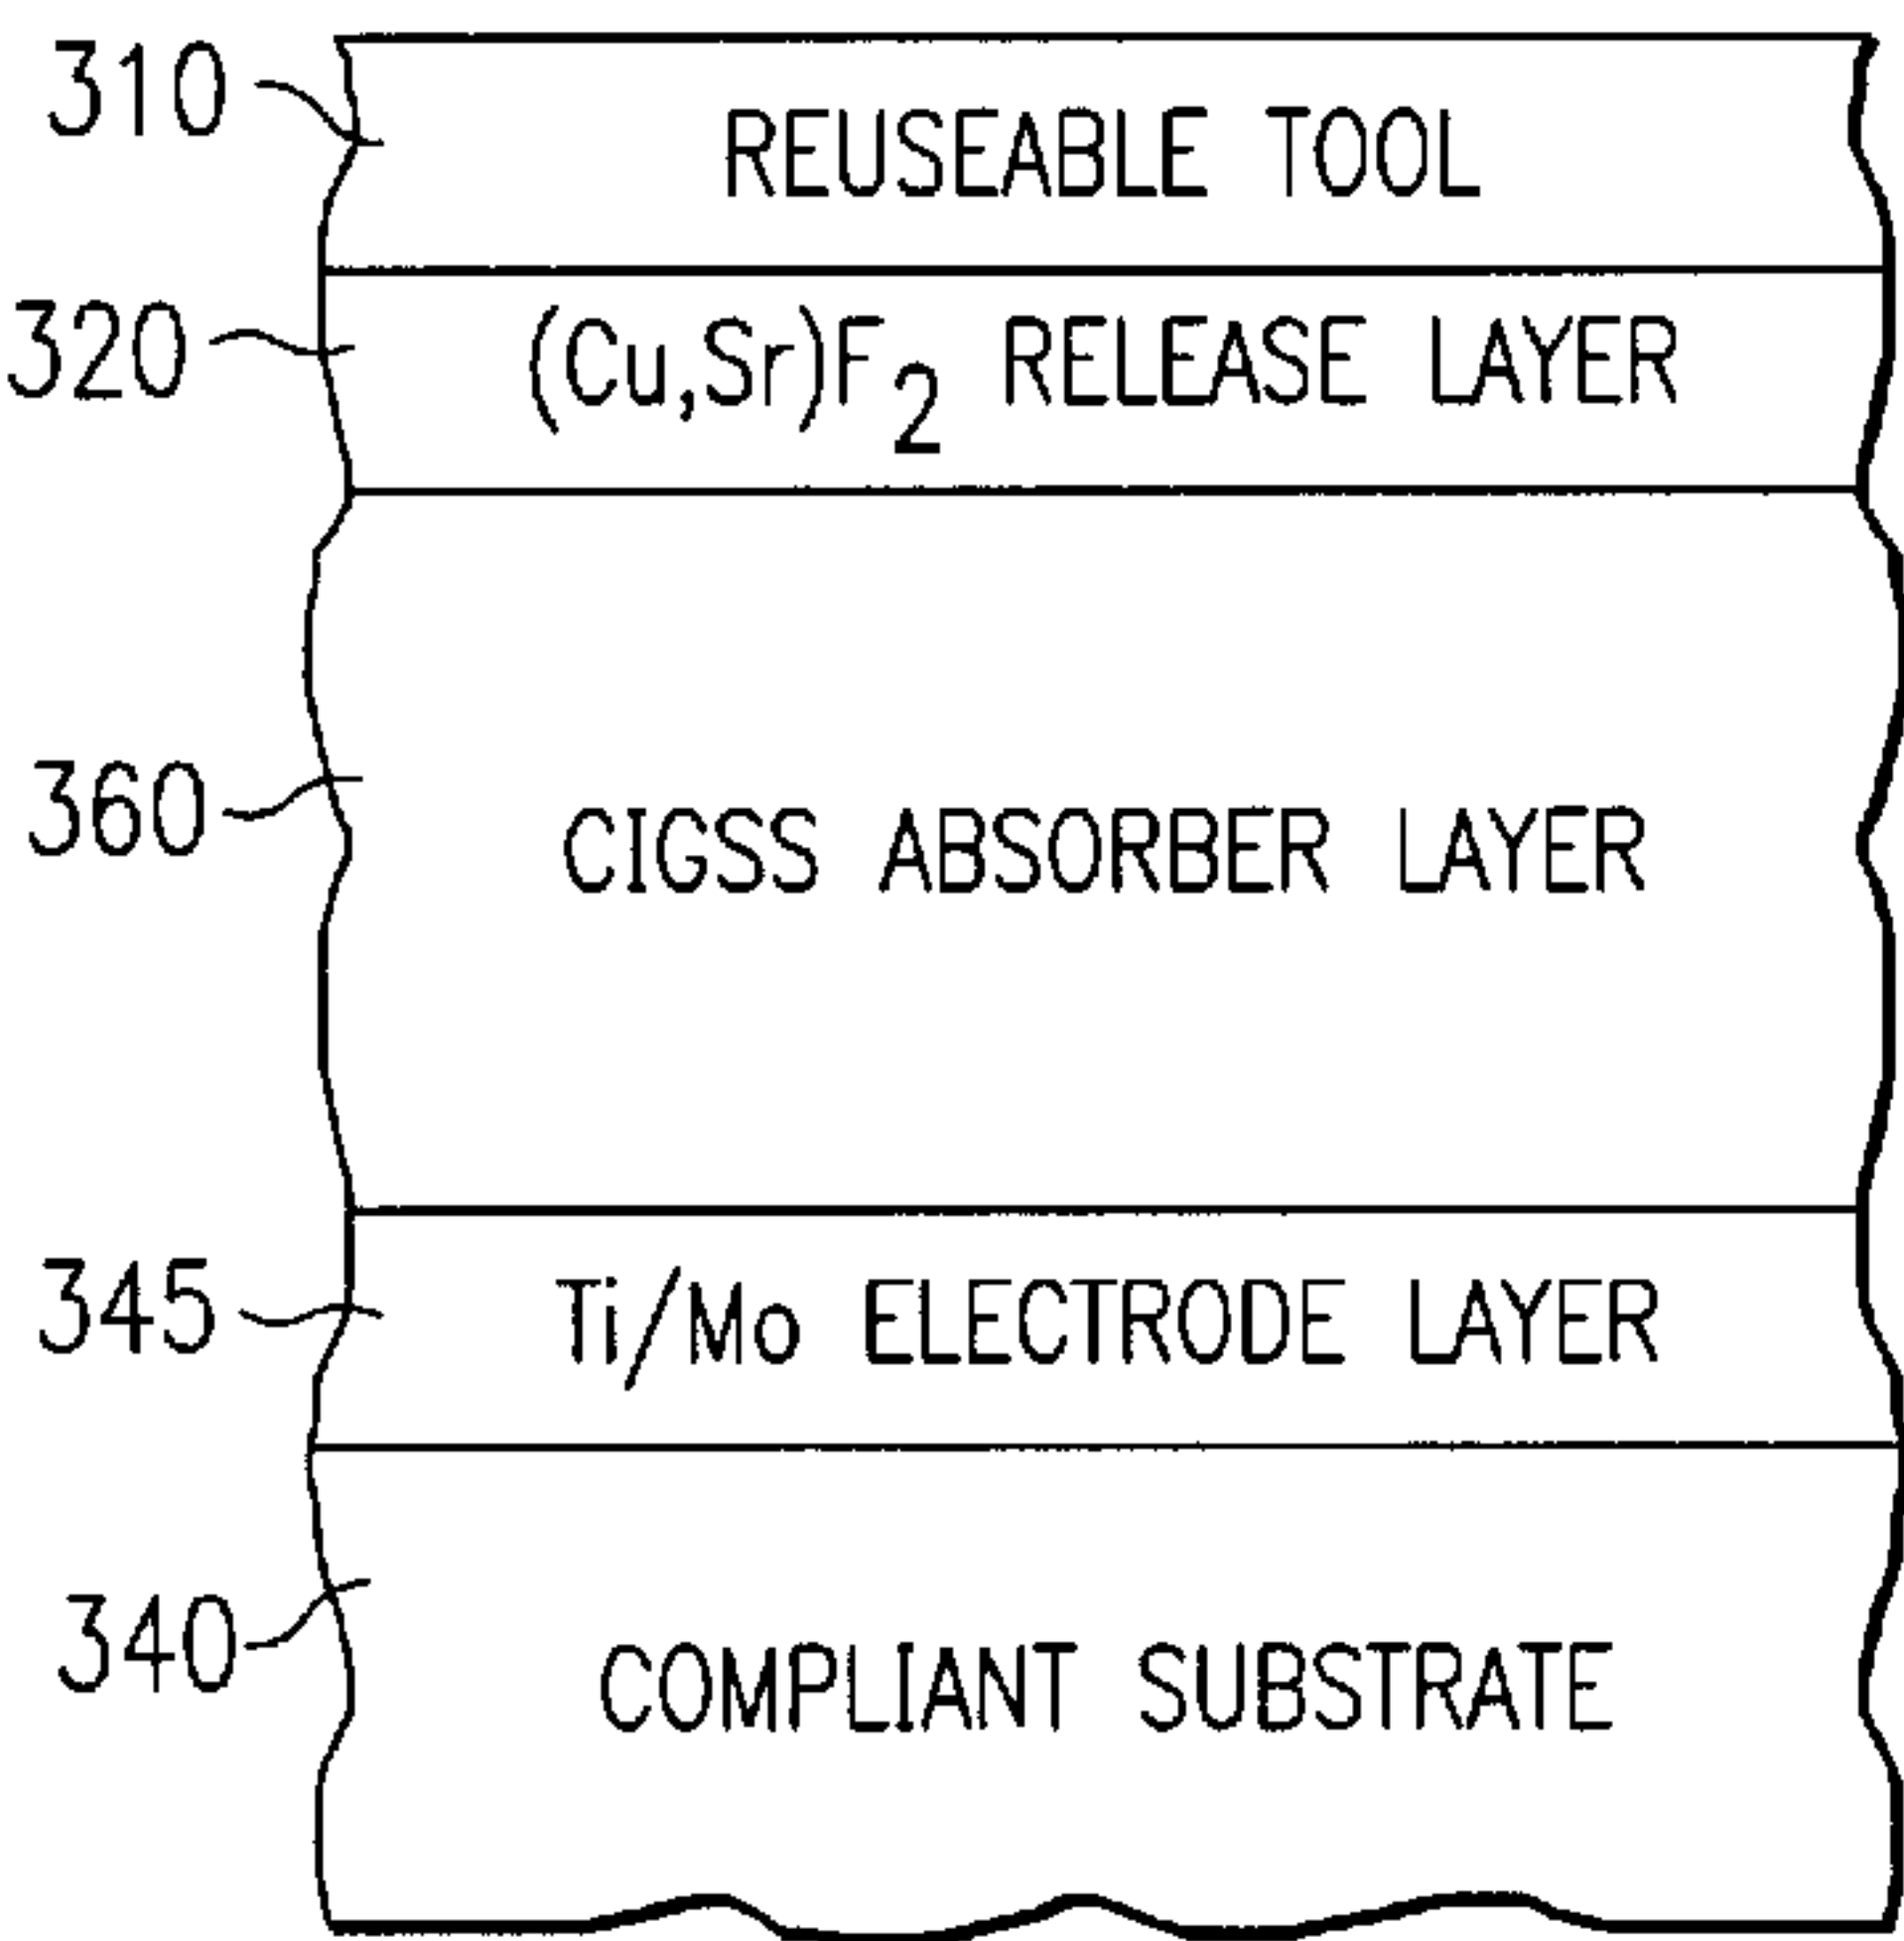 310 REUSEABLE TOOL
320 (Cu,Sr)F₂ RELEASE LAYER
360 CIGSS ABSORBER LAYER
345 Ti/Mo ELECTRODE LAYER
340 COMPLIANT SUBSTRATE